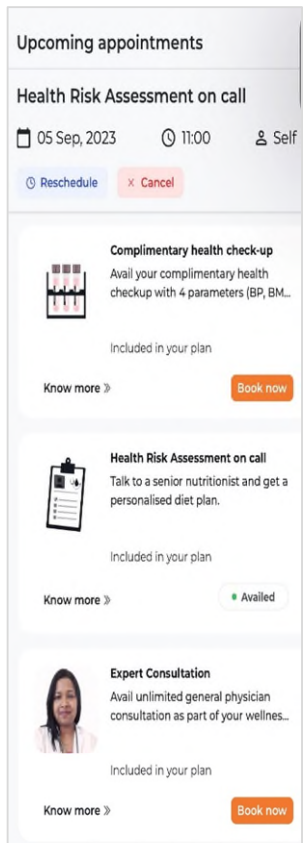 Upcoming appointments
Health Risk Assessment on call
05 Sep, 2023 11:00 Self
Reschedule × Cancel
Complimentary health check-up
Avail your complimentary health
checkup with 4 parameters (BP, BM...
Included in your plan
Know more » Book now
Health Risk Assessment on call
Talk to a senior nutritionist and get a
personalised diet plan.
Included in your plan
Know more » Availed
Expert Consultation
Avail unlimited general physician
consultation as part of your wellnes...
Included in your plan
Know more » Book now